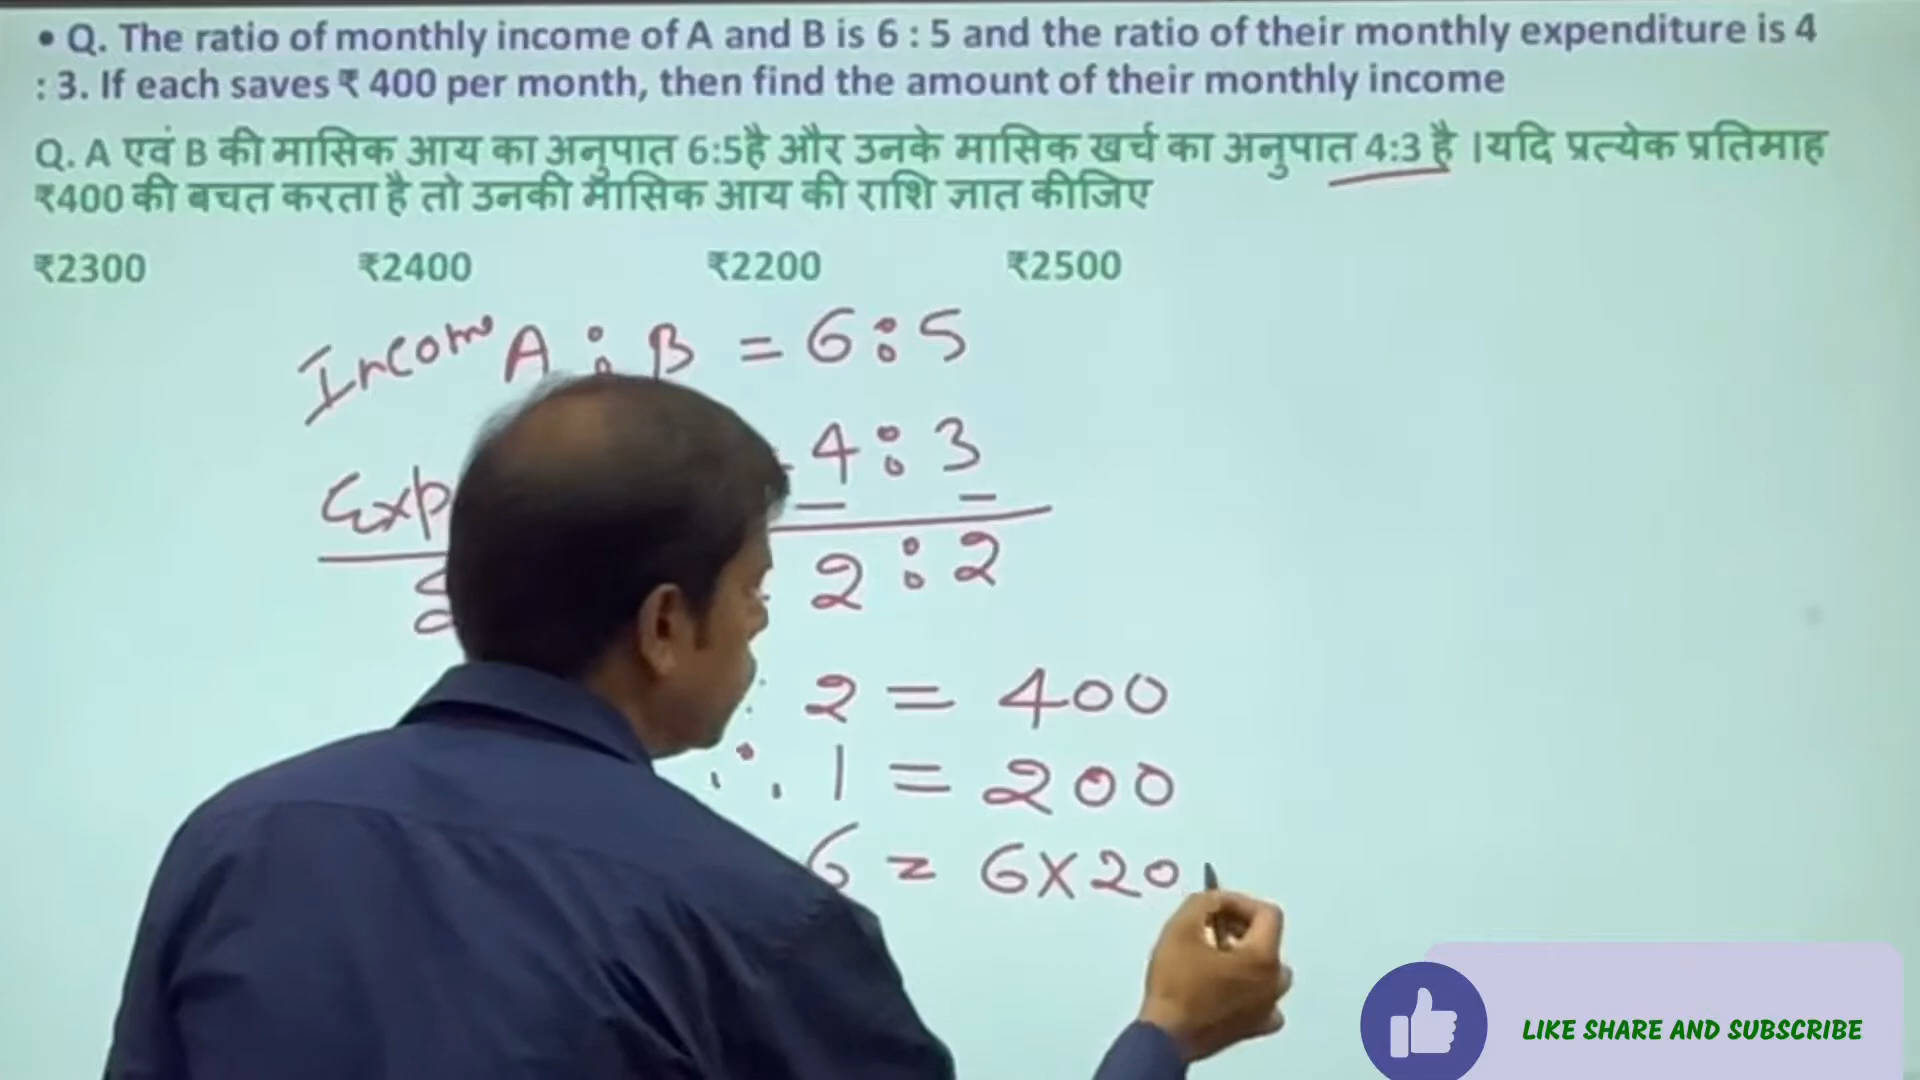 • Q. The ratio of monthly income of A and B is 6 : 5 and the ratio of their monthly expenditure is 4
: 3. If each saves ₹ 400 per month, then find the amount of their monthly income
Q. A एवं B की मासिक आय का अनुपात 6:5है और उनके मासिक खर्च का अनुपात 4:3 है ।यदि प्रत्येक प्रतिमाह
₹400 की बचत करता है तो उनकी मासिक आय की राशि ज्ञात कीजिए
₹2300 ₹2400 ₹2200 ₹2500
Income A : B = 6 : 5
Exp 4 : 3
2 : 2
2 = 400
∴ 1 = 200
6 = 6×20
LIKE SHARE AND SUBSCRIBE